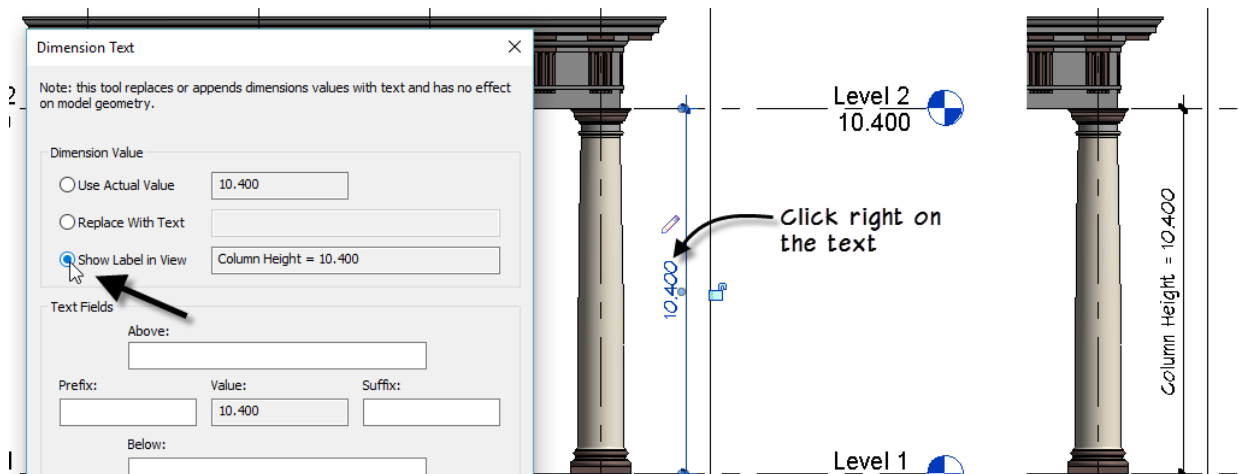 Dimension Text
Note: this tool replaces or appends dimensions values with text and has no effect
on model geometry.
2
Dimension Value
Use Actual Value
10.400
Replace With Text
Show Label in View
Column Height = 10.400
Text Fields
Above:
Prefix:
Value:
Suffix:
10.400
Below:
10.400
Click right on
the text
Level 2
10.400
Level 1
Column Height = 10.400